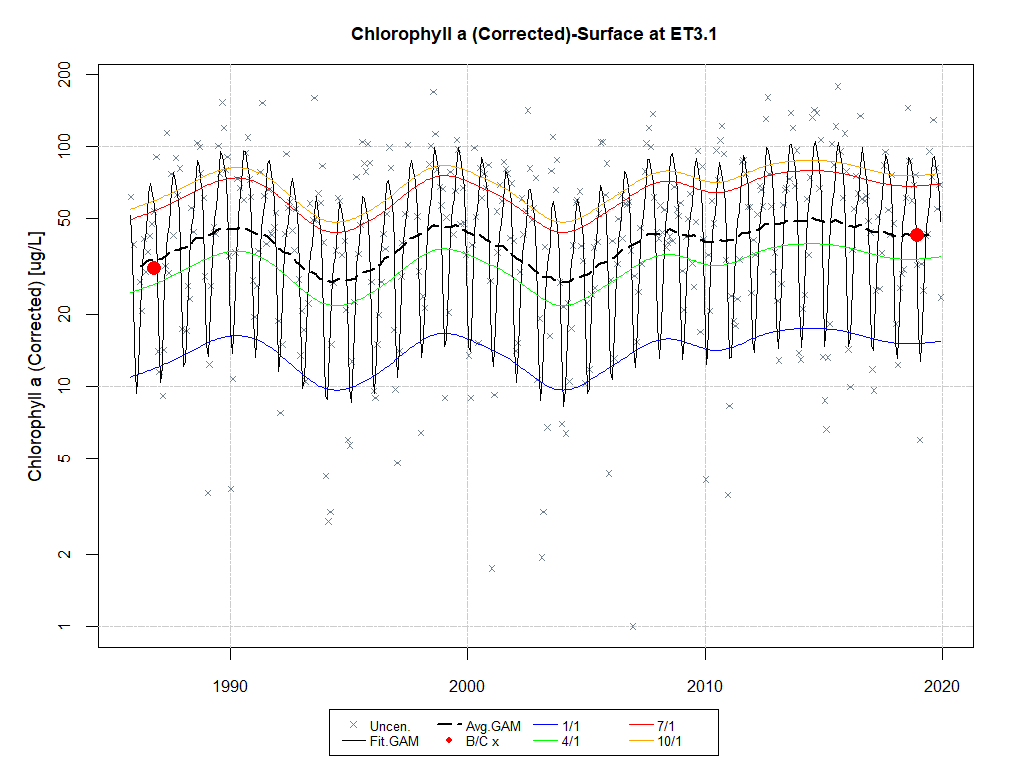 Chlorophyll a (Corrected)-Surface at ET3.1
Chlorophyll a (Corrected) [ug/L]
200
100
50
20
10
5
2
1
1990
2000
2010
2020
Uncen.
Avg.GAM
1/1
7/1
Fit.GAM
B/C x
4/1
10/1